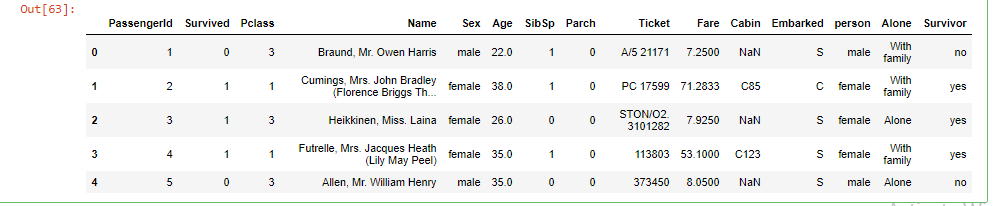 Out[63]:
PassengerId Survived Pclass Name Sex Age SibSp Parch Ticket Fare Cabin Embarked person Alone Survivor
0 1 0 3 Braund, Mr. Owen Harris male 22.0 1 0 A/5 21171 7.2500 NaN S male With family no
1 2 1 1 Cumings, Mrs. John Bradley (Florence Briggs Th... female 38.0 1 0 PC 17599 71.2833 C85 C female With family yes
2 3 1 3 Heikkinen, Miss. Laina female 26.0 0 0 STON/O2. 3101282 7.9250 NaN S female Alone yes
3 4 1 1 Futrelle, Mrs. Jacques Heath (Lily May Peel) female 35.0 1 0 113803 53.1000 C123 S female With family yes
4 5 0 3 Allen, Mr. William Henry male 35.0 0 0 373450 8.0500 NaN S male Alone no